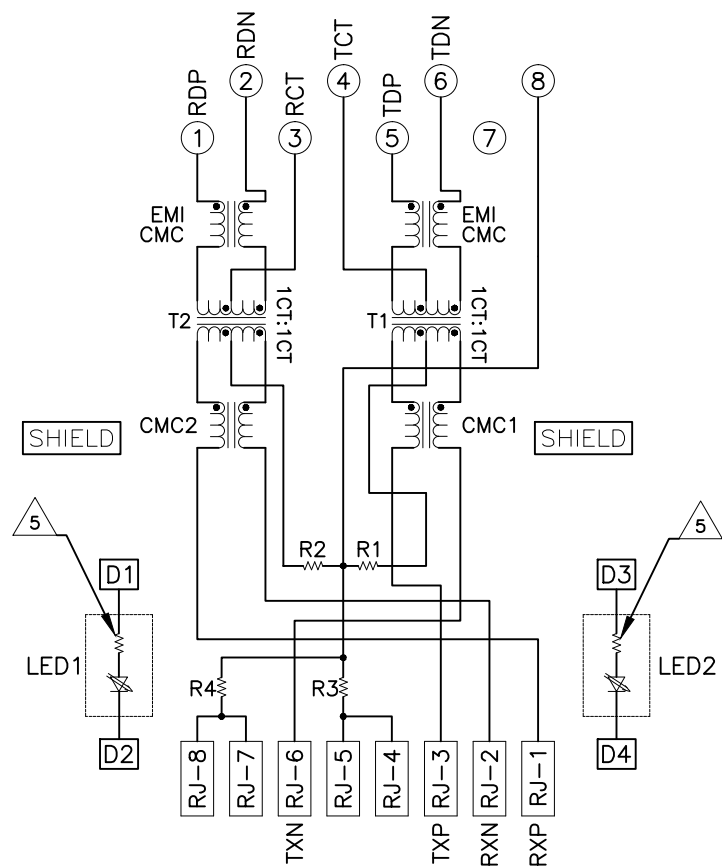 RDP
RDN
RCT
TCT
TDP
TDN
1
2
3
4
5
6
7
8
EMI
CMC
EMI
CMC
T2
1CT:1CT
T1
1CT:1CT
CMC2
CMC1
SHIELD
SHIELD
5
5
R2
R1
D1
D3
LED1
LED2
R4
R3
D2
D4
RJ-8
RJ-7
RJ-6
RJ-5
RJ-4
RJ-3
RJ-2
RJ-1
TXN
TXP
RXN
RXP